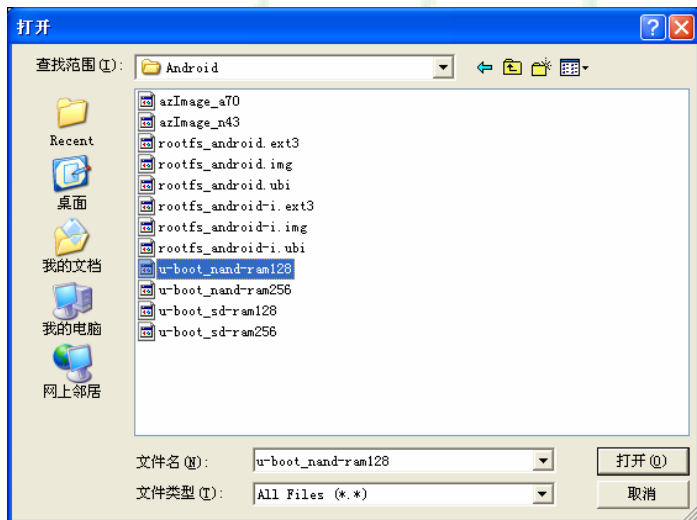 打开
查找范围(I):
Android
azImage_a70
azImage_n43
rootfs_android.ext3
rootfs_android.img
rootfs_android.ubi
rootfs_android-i.ext3
rootfs_android-i.img
rootfs_android-i.ubi
u-boot_nand-ram128
u-boot_nand-ram256
u-boot_sd-ram128
u-boot_sd-ram256
Recent
桌面
我的文档
我的电脑
网上邻居
文件名(N):
u-boot_nand-ram128
打开(O)
文件类型(T):
All Files (*.*)
取消